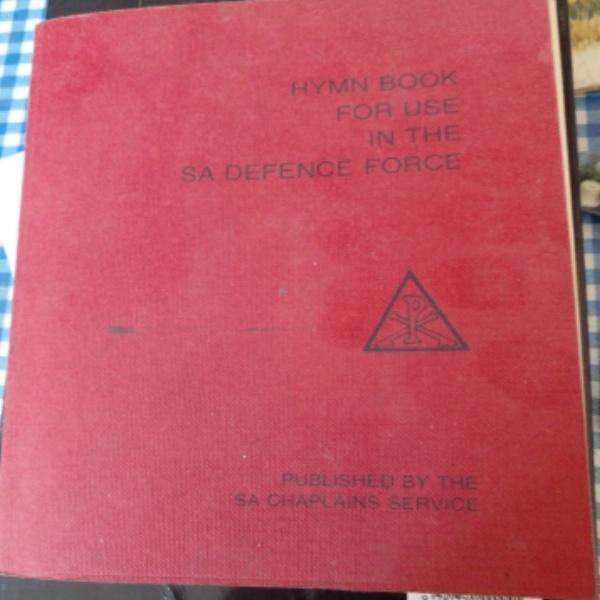 HYMN BOOK
FOR USE
IN THE
SA DEFENCE FORCE
PUBLISHED BY THE
SA CHAPLAINS SERVICE